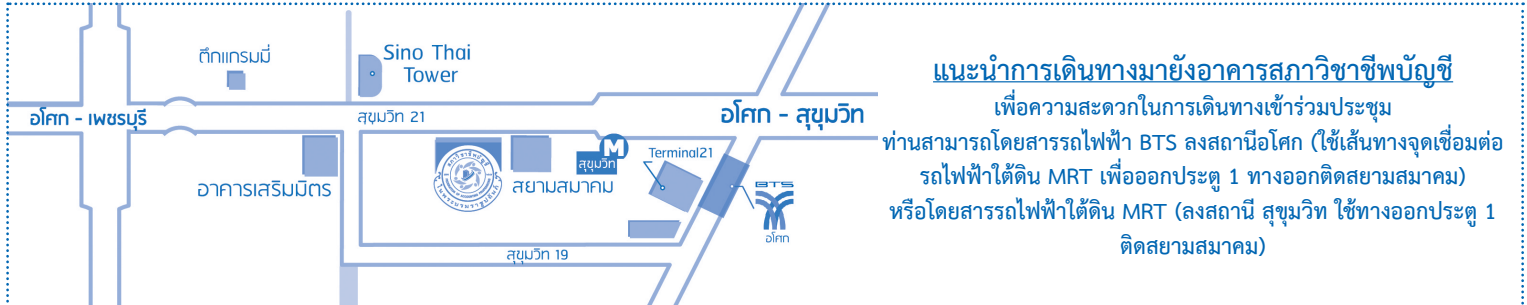 ตึกแกรมมี่
Sino Thai
Tower
อโศก - เพชรบุรี
สุขุมวิท 21
อโศก - สุขุมวิท
M
สุขุมวิท
Terminal21
อาคารเสริมมิตร
สยามสมาคม
BTS
อโศก
สุขุมวิท 19
แนะนำการเดินทางมายังอาคารสภาวิชาชีพบัญชี
เพื่อความสะดวกในการเดินทางเข้าร่วมประชุม
ท่านสามารถโดยสารรถไฟฟ้า BTS ลงสถานีอโศก (ใช้เส้นทางจุดเชื่อมต่อ
รถไฟฟ้าใต้ดิน MRT เพื่อออกประตู 1 ทางออกติดสยามสมาคม)
หรือโดยสารรถไฟฟ้าใต้ดิน MRT (ลงสถานี สุขุมวิท ใช้ทางออกประตู 1
ติดสยามสมาคม)